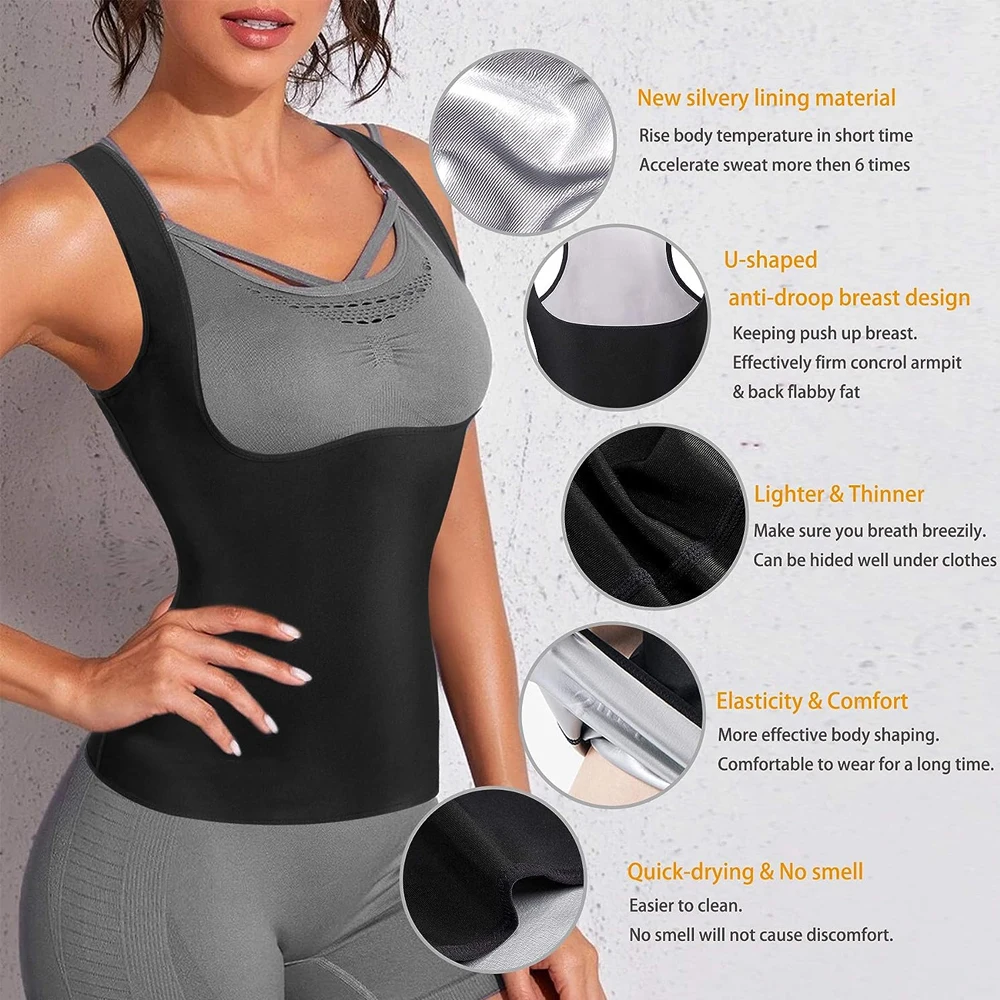 New silvery lining material
Rise body temperature in short time
Accelerate sweat more then 6 times
U-shaped
anti-droop breast design
Keeping push up breast.
Effectively firm concrol armpit
& back flabby fat
Lighter & Thinner
Make sure you breath breezily.
Can be hided well under clothes
Elasticity & Comfort
More effective body shaping.
Comfortable to wear for a long time.
Quick-drying & No smell
Easier to clean.
No smell will not cause discomfort.